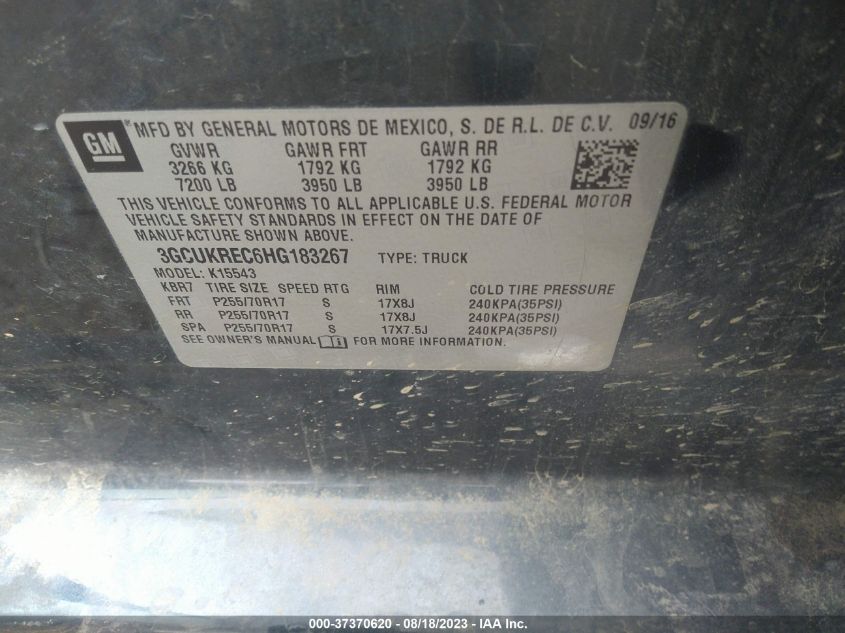 GM ® MFD BY GENERAL MOTORS DE MEXICO, S. DE R.L. DE C.V. 09/16
GVWR GAWR FRT GAWR RR
3266 KG 1792 KG 1792 KG
7200 LB 3950 LB 3950 LB
THIS VEHICLE CONFORMS TO ALL APPLICABLE U.S. FEDERAL MOTOR
VEHICLE SAFETY STANDARDS IN EFFECT ON THE DATE OF
MANUFACTURE SHOWN ABOVE.
3GCUKREC6HG183267 TYPE: TRUCK
MODEL: K15543
KBR7 TIRE SIZE SPEED RTG RIM COLD TIRE PRESSURE
FRT P255/70R17 S 17X8J 240KPA(35PSI)
RR P255/70R17 S 17X8J 240KPA(35PSI)
SPA P255/70R17 S 17X7.5J 240KPA(35PSI)
SEE OWNER'S MANUAL i FOR MORE INFORMATION.
000-37370620 - 08/18/2023 - IAA Inc.